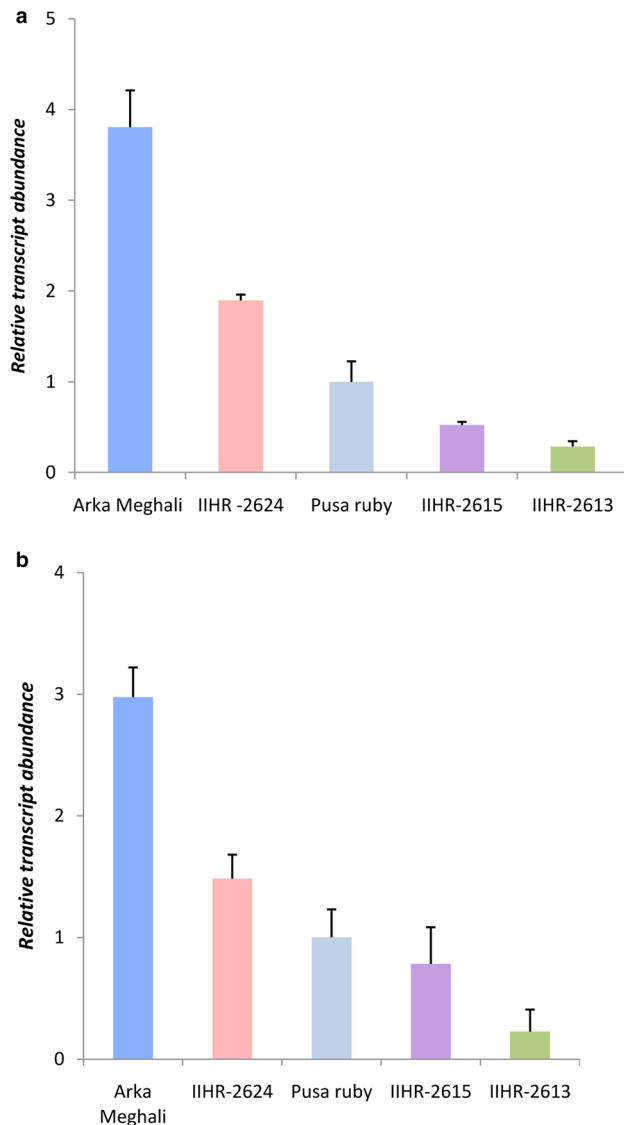 a
5
4
3
2
1
0
Relative transcript abundance
Arka Meghali IIHR -2624 Pusa ruby IIHR-2615 IIHR-2613
b
4
3
2
1
0
Relative transcript abundance
Arka Meghali IIHR-2624 Pusa ruby IIHR-2615 IIHR-2613